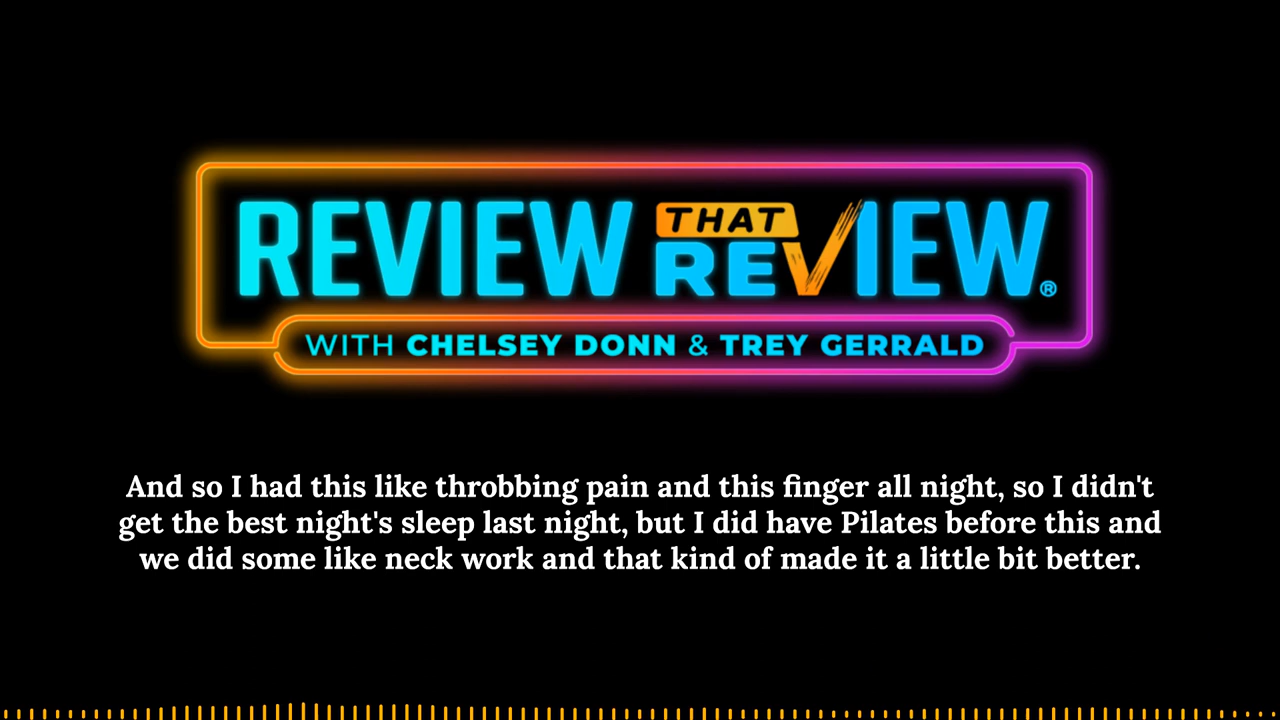 REVIEW THAT REVIEW®
WITH CHELSEY DONN & TREY GERRALD
And so I had this like throbbing pain and this finger all night, so I didn't
get the best night's sleep last night, but I did have Pilates before this and
we did some like neck work and that kind of made it a little bit better.